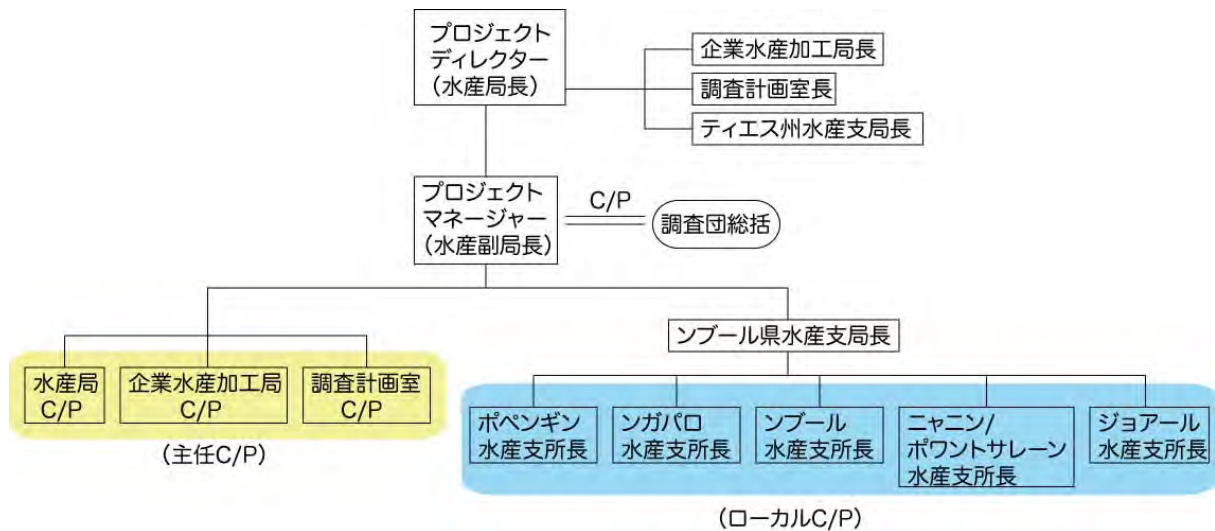 プロジェクト
ディレクター
(水産局長)
企業水産加工局長
調査計画室長
ティエス州水産支局長
プロジェクト
マネージャー
(水産副局長)
C/P
調査団総括
ンブール県水産支局長
水産局
C/P
企業水産加工局
C/P
調査計画室
C/P
(主任C/P)
ポペンギン
水産支所長
ンガパロ
水産支所長
ンブール
水産支所長
ニャニン/
ポワントサレーン
水産支所長
ジョアール
水産支所長
(ローカルC/P)